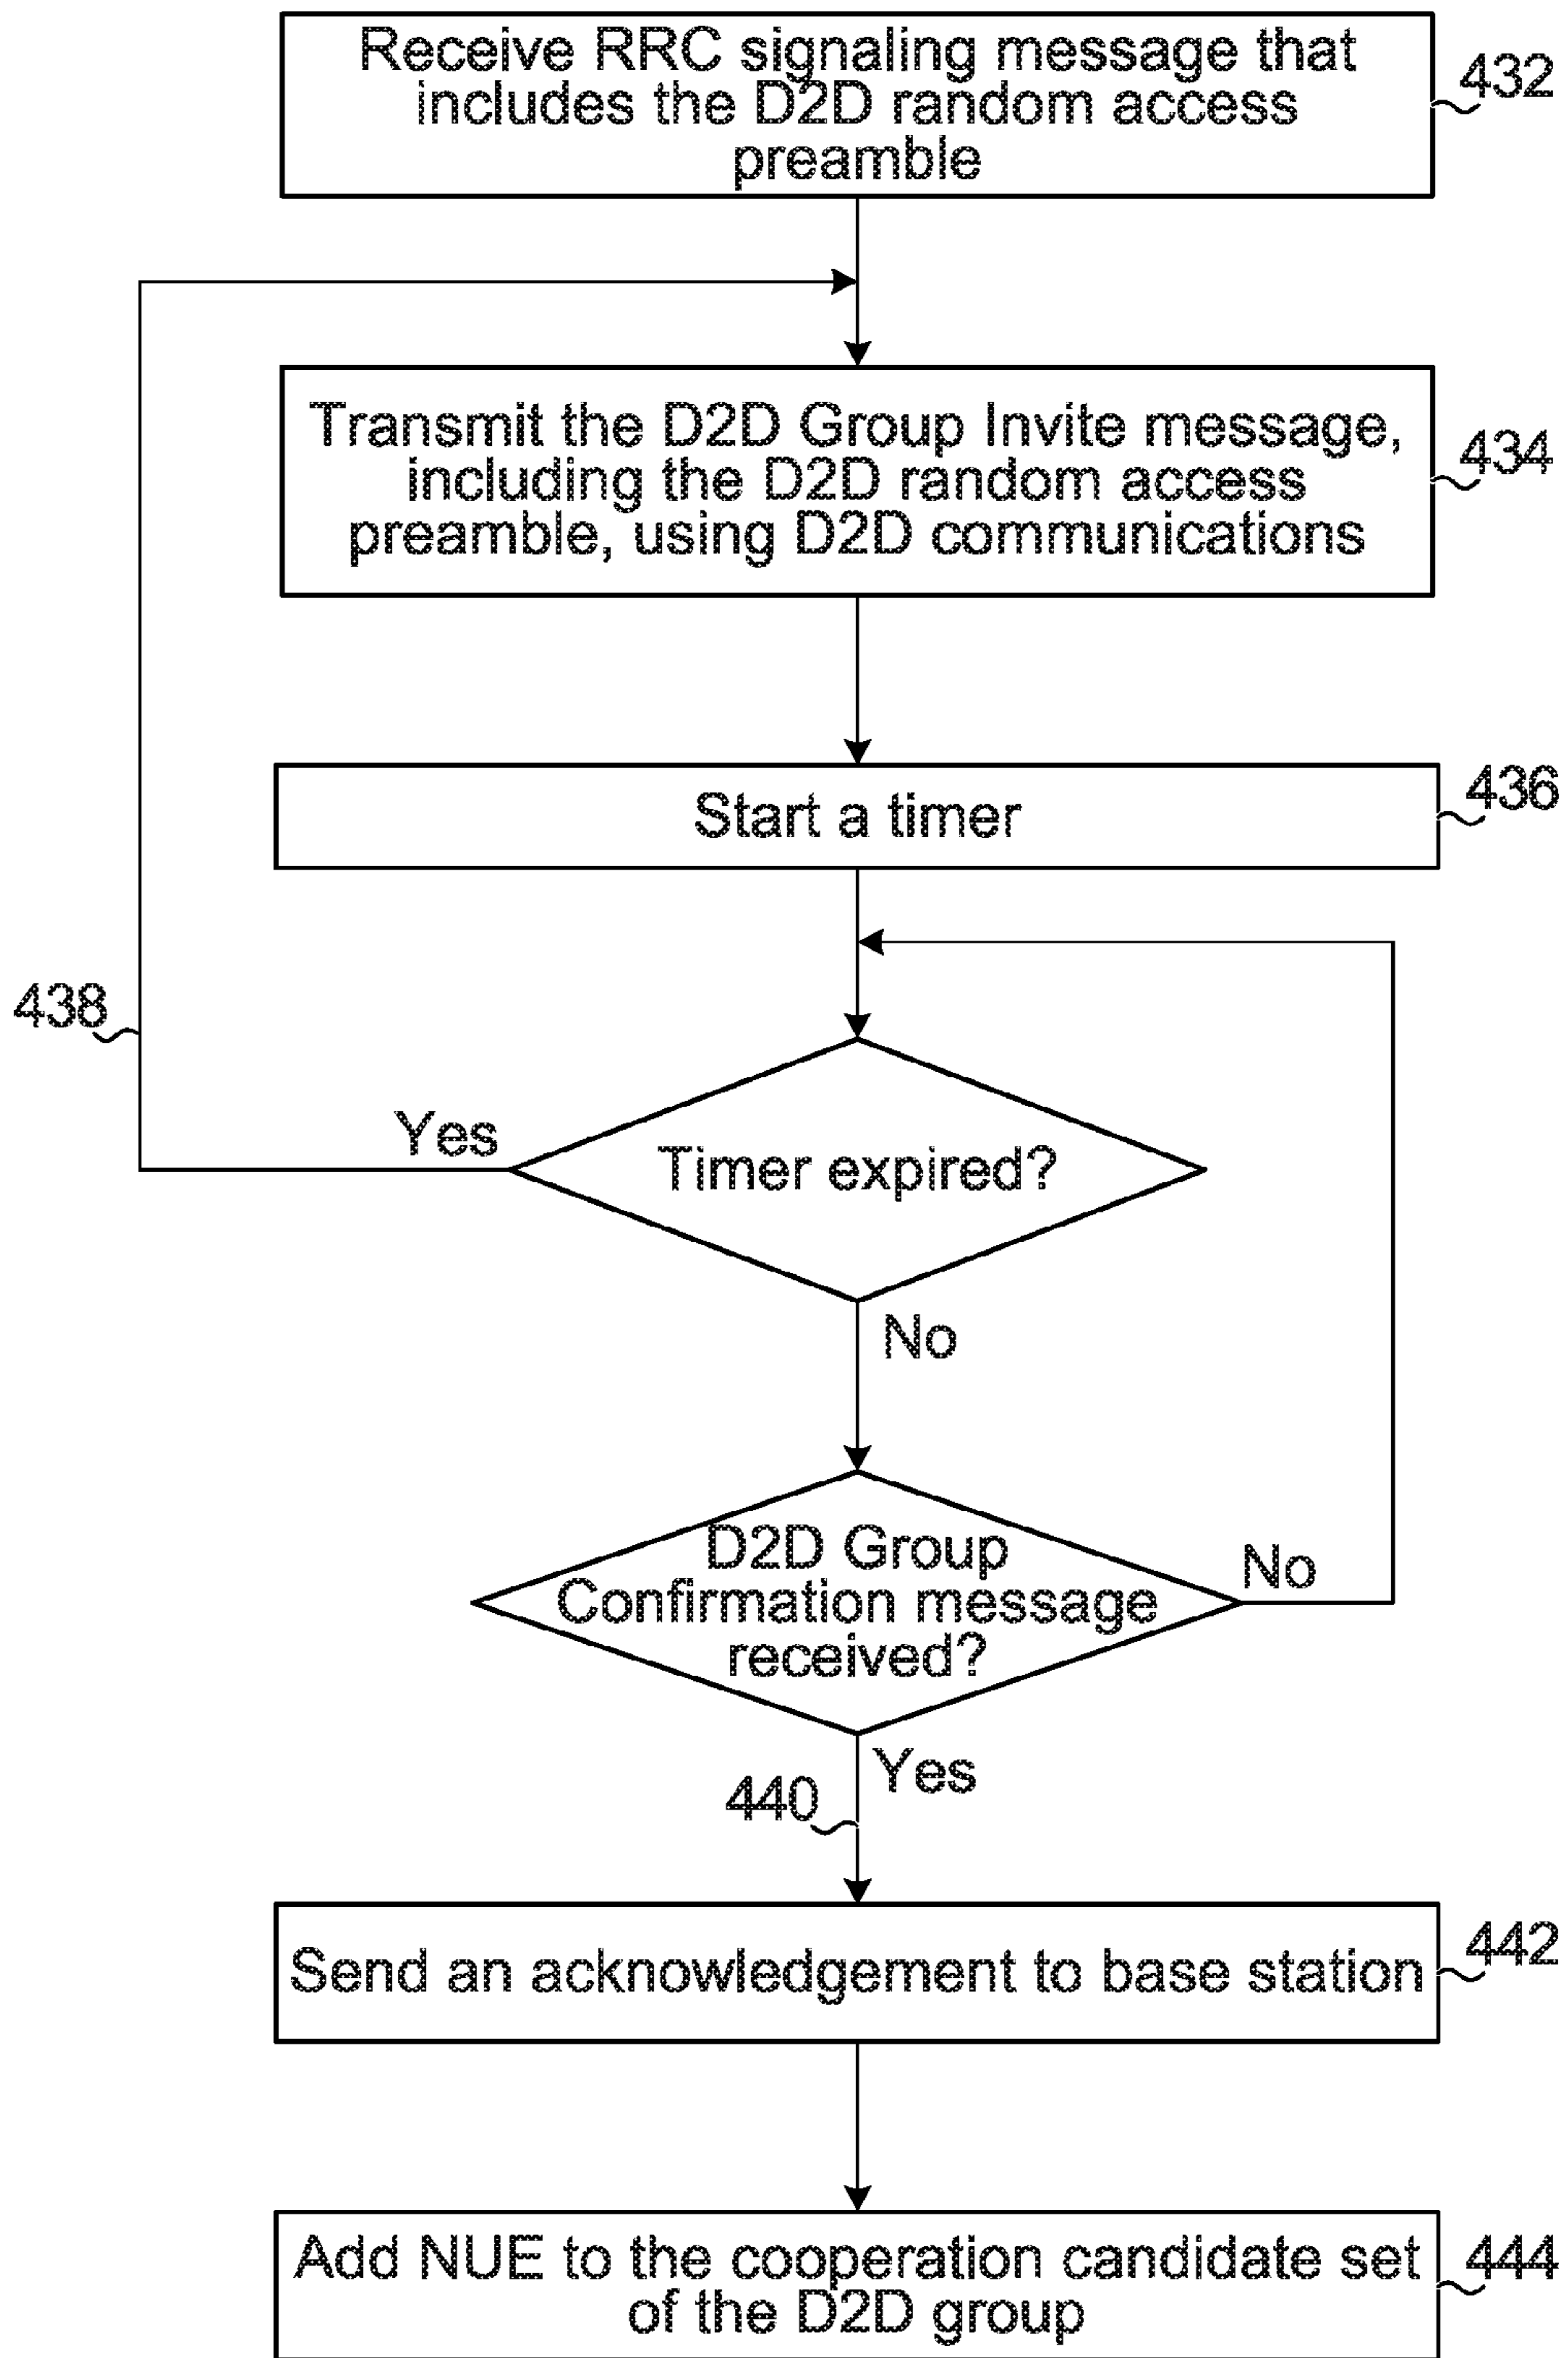 Receive RRC signaling message that
includes the D2D random access
preamble
432
Transmit the D2D Group Invite message,
including the D2D random access
preamble, using D2D communications
434
Start a timer
436
438
Yes
Timer expired?
No
D2D Group
Confirmation message
received?
No
Yes
440
Send an acknowledgement to base station
442
Add NUE to the cooperation candidate set
of the D2D group
444